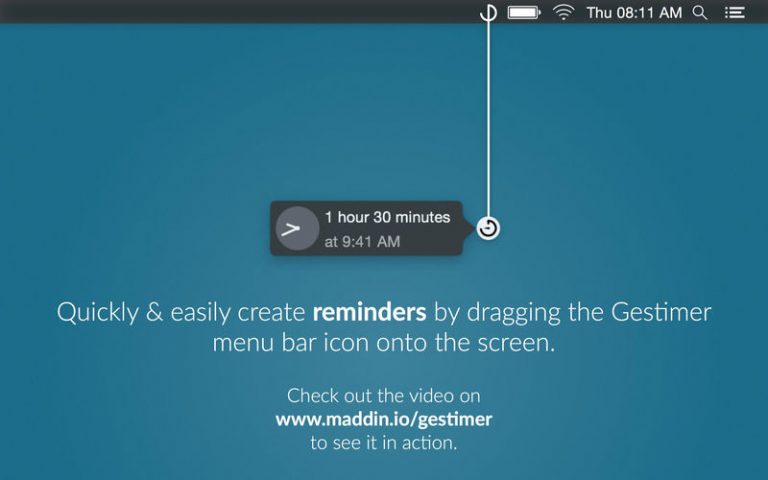 Thu 08:11 AM
1 hour 30 minutes
at 9:41 AM
Quickly & easily create reminders by dragging the Gestimer
menu bar icon onto the screen.
Check out the video on
www.maddin.io/gestimer
to see it in action.